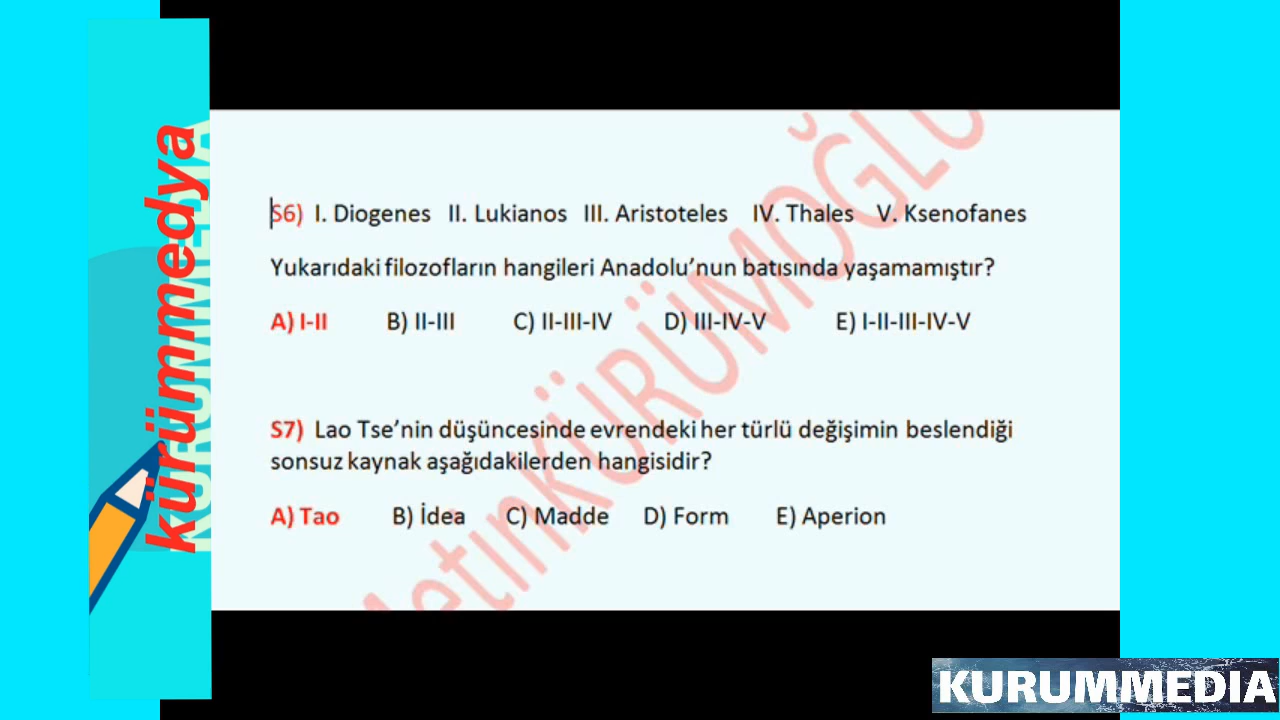 kürümmedya
KURUMMEDIA
S6) I. Diogenes II. Lukianos III. Aristoteles IV. Thales V. Ksenofanes
Yukarıdaki filozofların hangileri Anadolu’nun batısında yaşamamıştır?
A) I-II B) II-III C) II-III-IV D) III-IV-V E) I-II-III-IV-V
S7) Lao Tse’nin düşüncesinde evrendeki her türlü değişimin beslendiği
sonsuz kaynak aşağıdakilerden hangisidir?
A) Tao B) İdea C) Madde D) Form E) Aperion
KURUMMEDIA